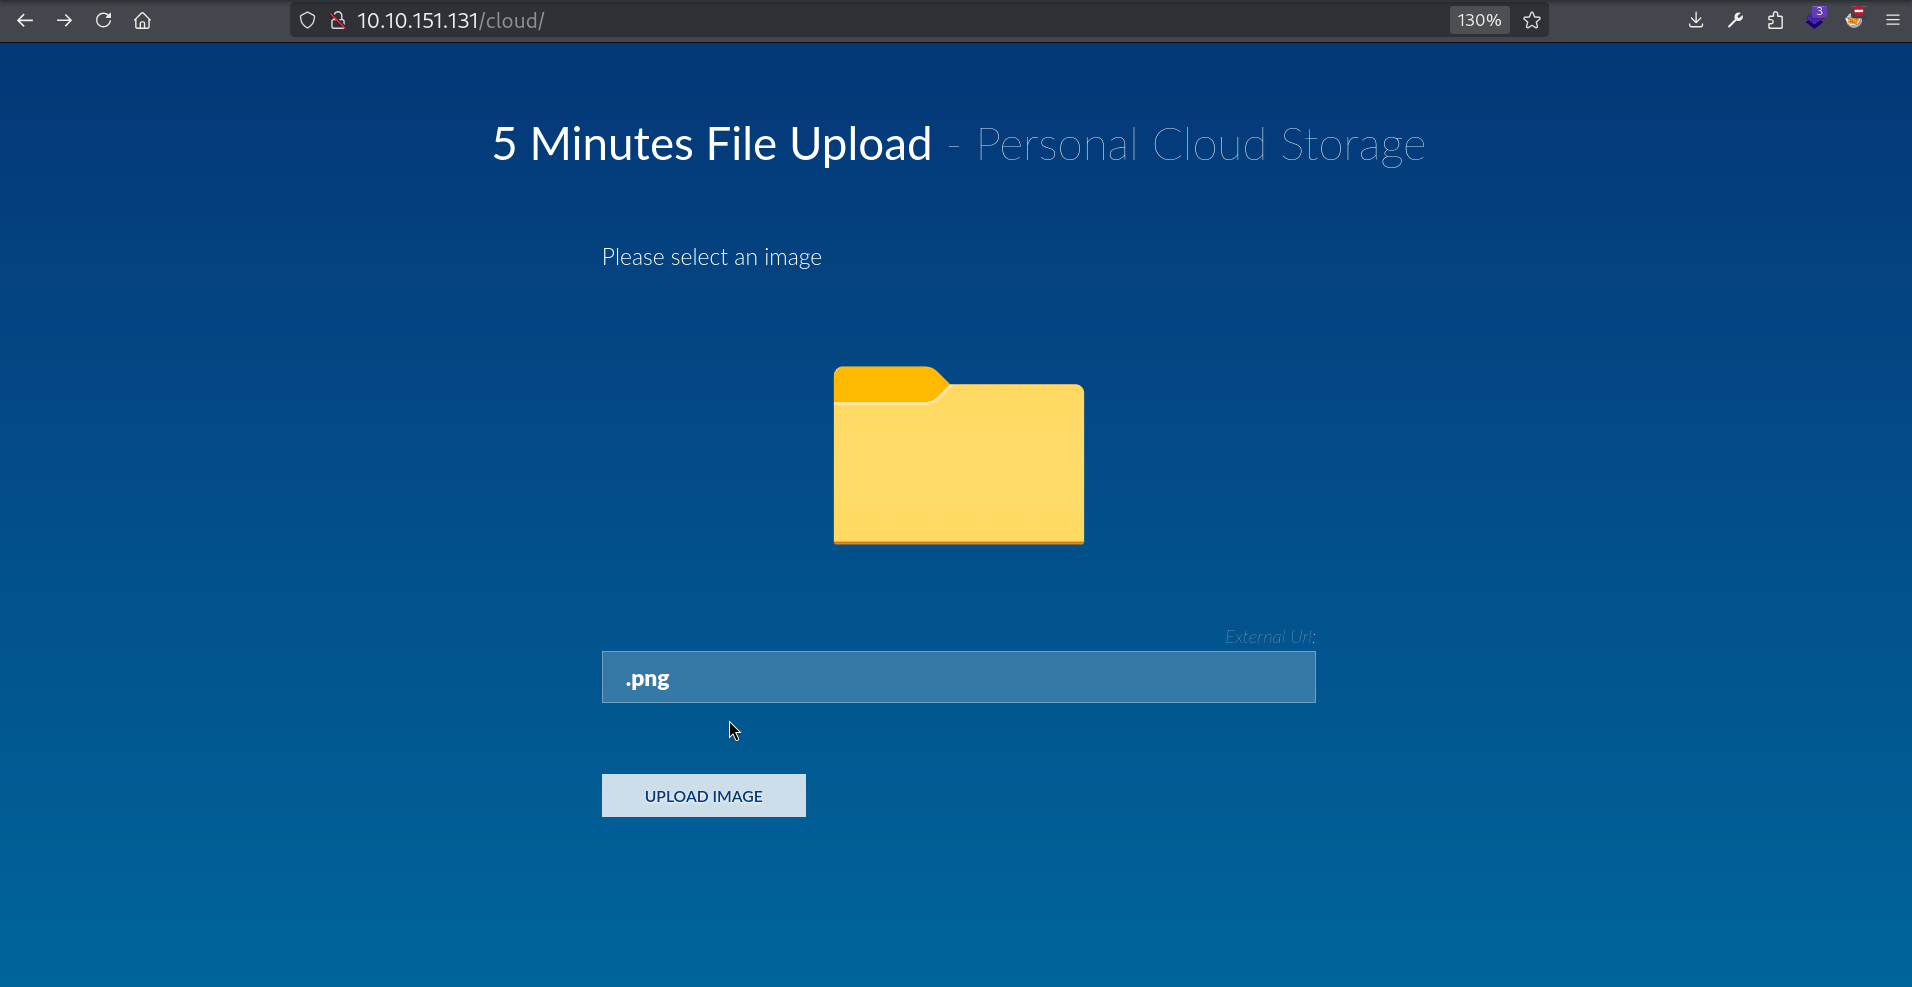 10.10.151.131/cloud/
130%
3
5 Minutes File Upload - Personal Cloud Storage
Please select an image
External Url:
.png
UPLOAD IMAGE